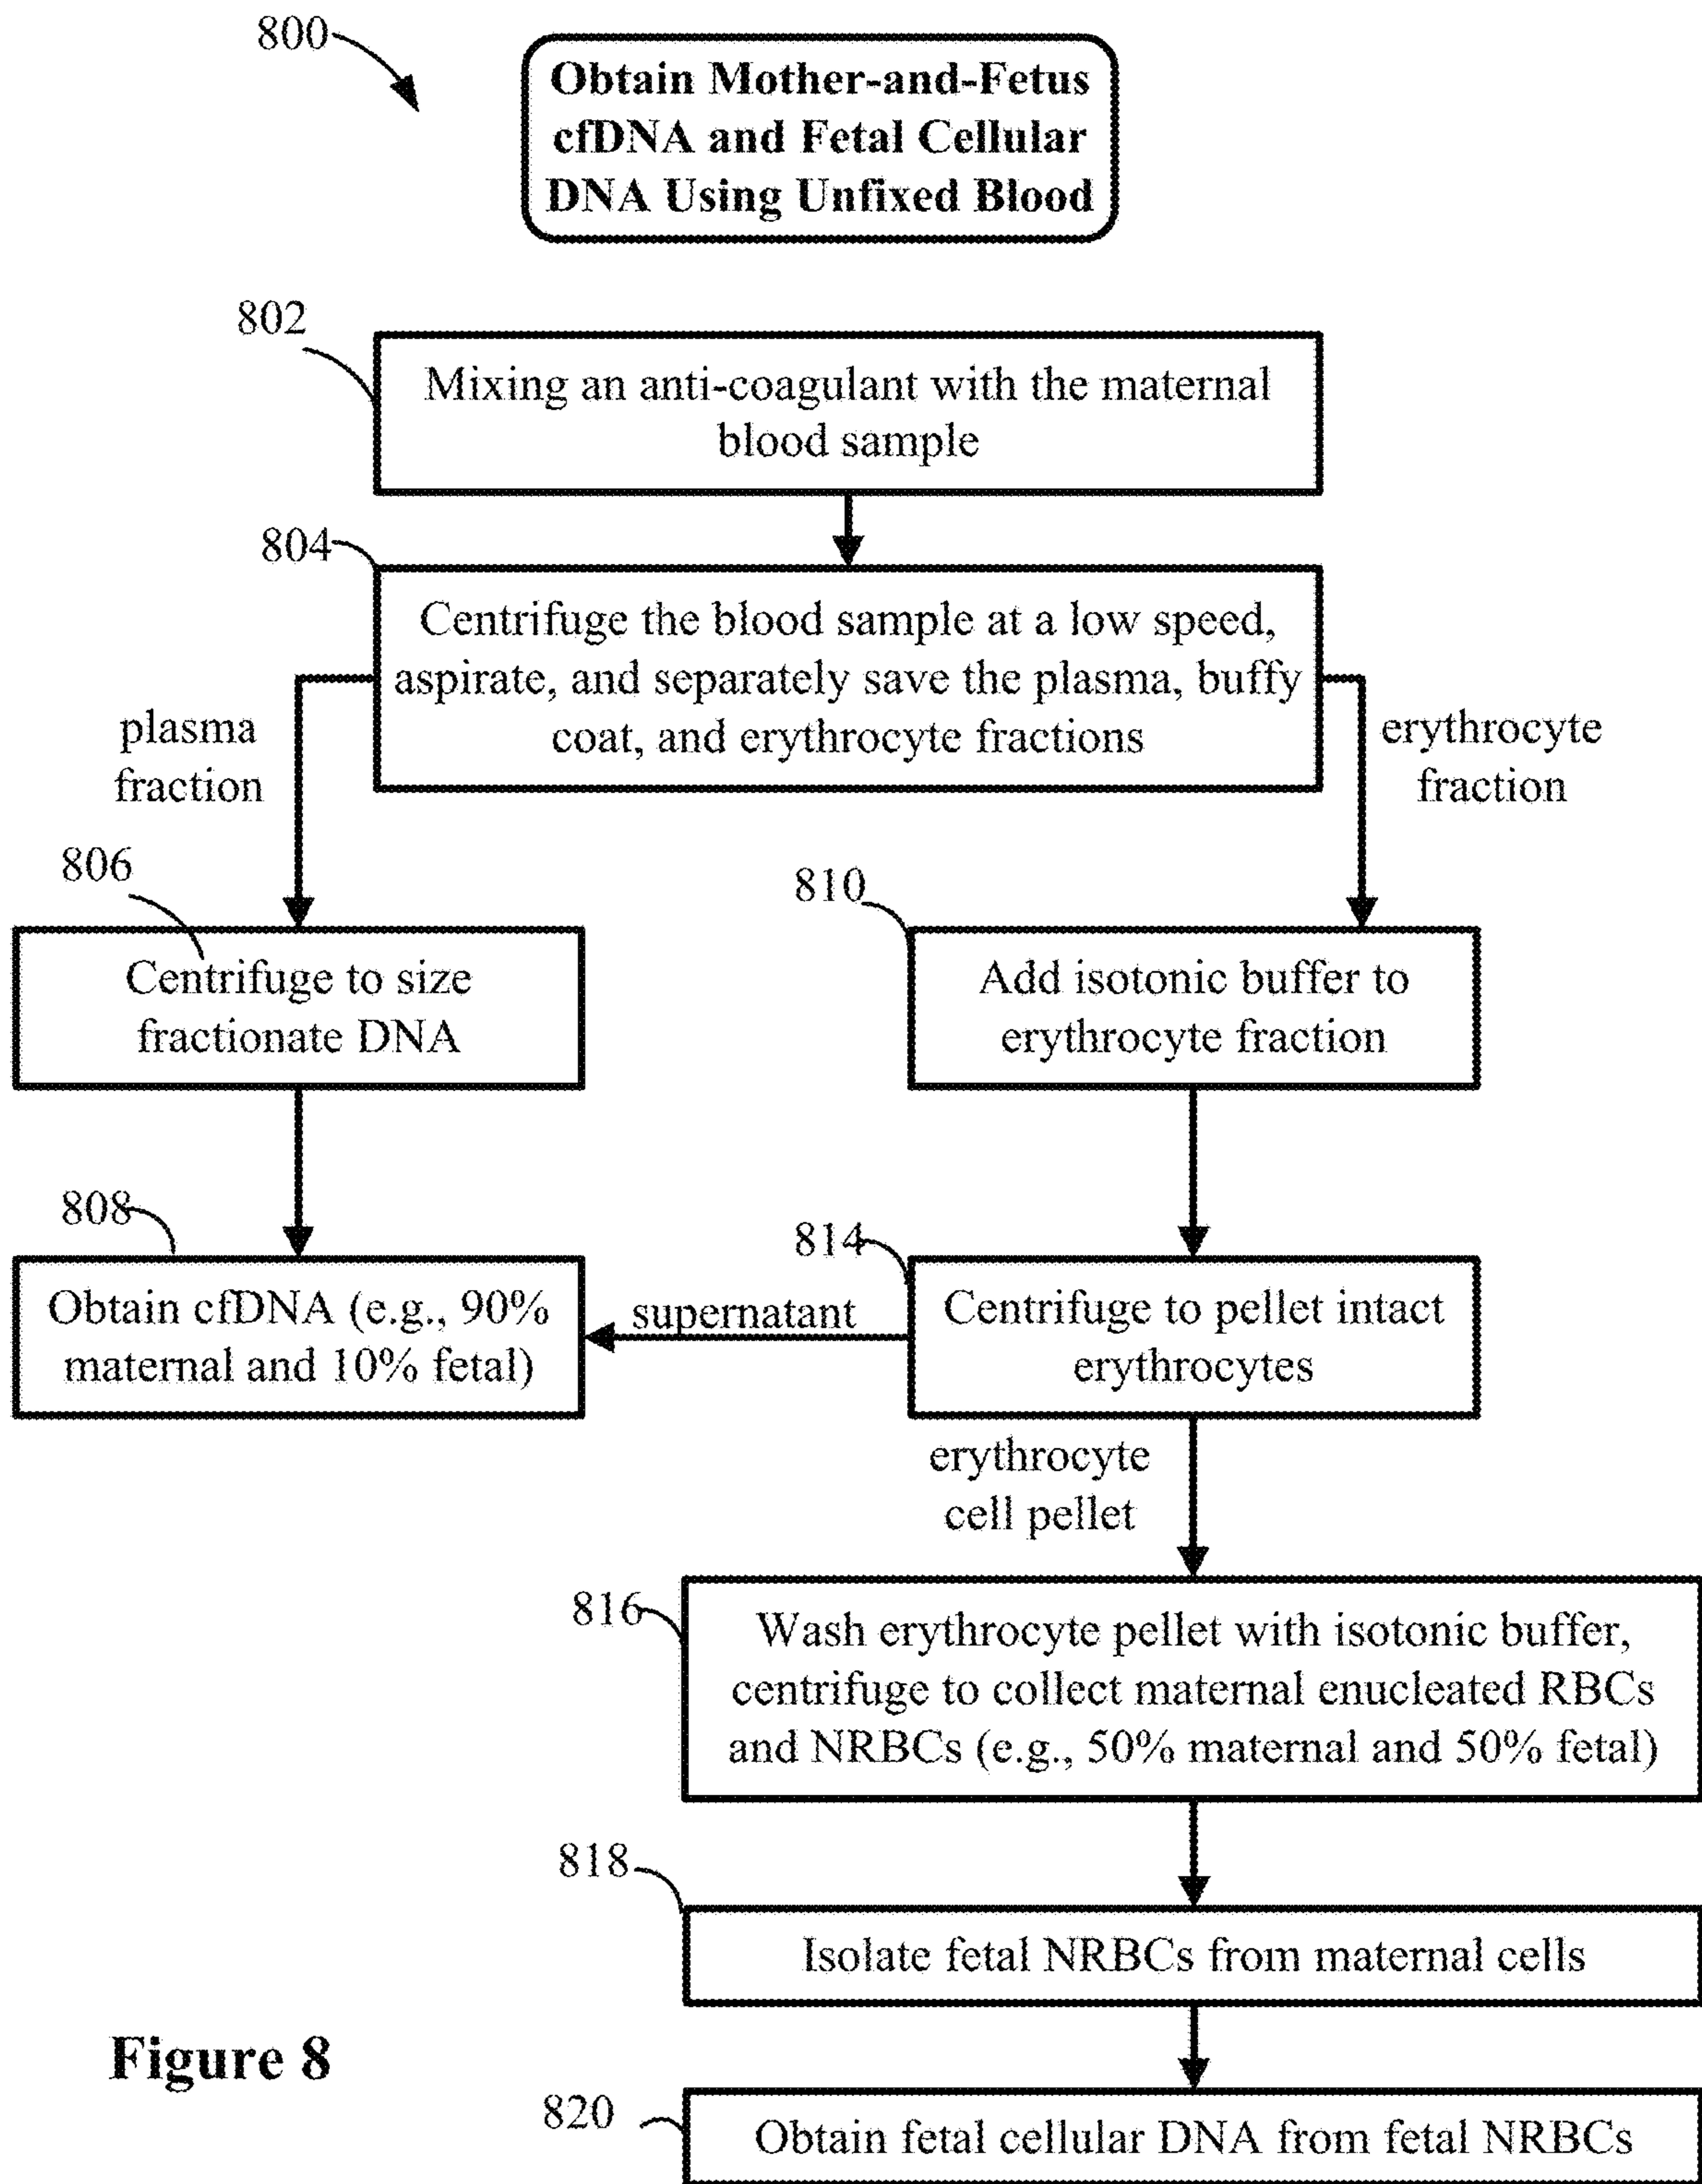 800
Obtain Mother-and-Fetus
cfDNA and Fetal Cellular
DNA Using Unfixed Blood
802
Mixing an anti-coagulant with the maternal
blood sample
804
Centrifuge the blood sample at a low speed,
aspirate, and separately save the plasma, buffy
coat, and erythrocyte fractions
plasma
fraction
erythrocyte
fraction
806
Centrifuge to size
fractionate DNA
810
Add isotonic buffer to
erythrocyte fraction
808
Obtain cfDNA (e.g., 90%
maternal and 10% fetal)
supernatant
814
Centrifuge to pellet intact
erythrocytes
erythrocyte
cell pellet
816
Wash erythrocyte pellet with isotonic buffer,
centrifuge to collect maternal enucleated RBCs
and NRBCs (e.g., 50% maternal and 50% fetal)
818
Isolate fetal NRBCs from maternal cells
820
Obtain fetal cellular DNA from fetal NRBCs
Figure 8